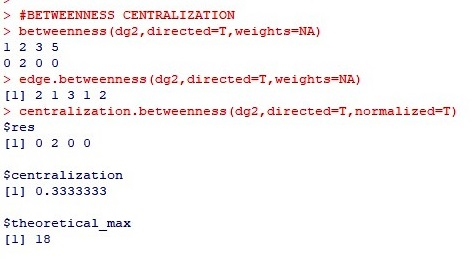 > #BETWEENNESS CENTRALIZATION
> betweenness(dg2,directed=T,weights=NA)
1 2 3 5
0 2 0 0
> edge.betweenness(dg2,directed=T,weights=NA)
[1] 2 1 3 1 2
> centralization.betweenness(dg2,directed=T,normalized=T)
$res
[1] 0 2 0 0
$centralization
[1] 0.3333333
$theoretical_max
[1] 18